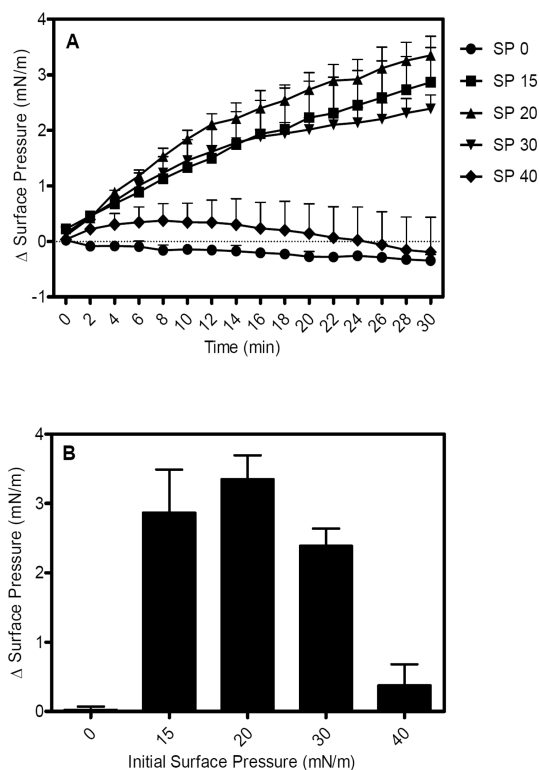 A
4
3
2
1
0
-1
Δ Surface Pressure (mN/m)
0 2 4 6 8 10 12 14 16 18 20 22 24 26 28 30
Time (min)
SP 0
SP 15
SP 20
SP 30
SP 40
B
4
3
2
1
0
Δ Surface Pressure (mN/m)
0 15 20 30 40
Initial Surface Pressure (mN/m)